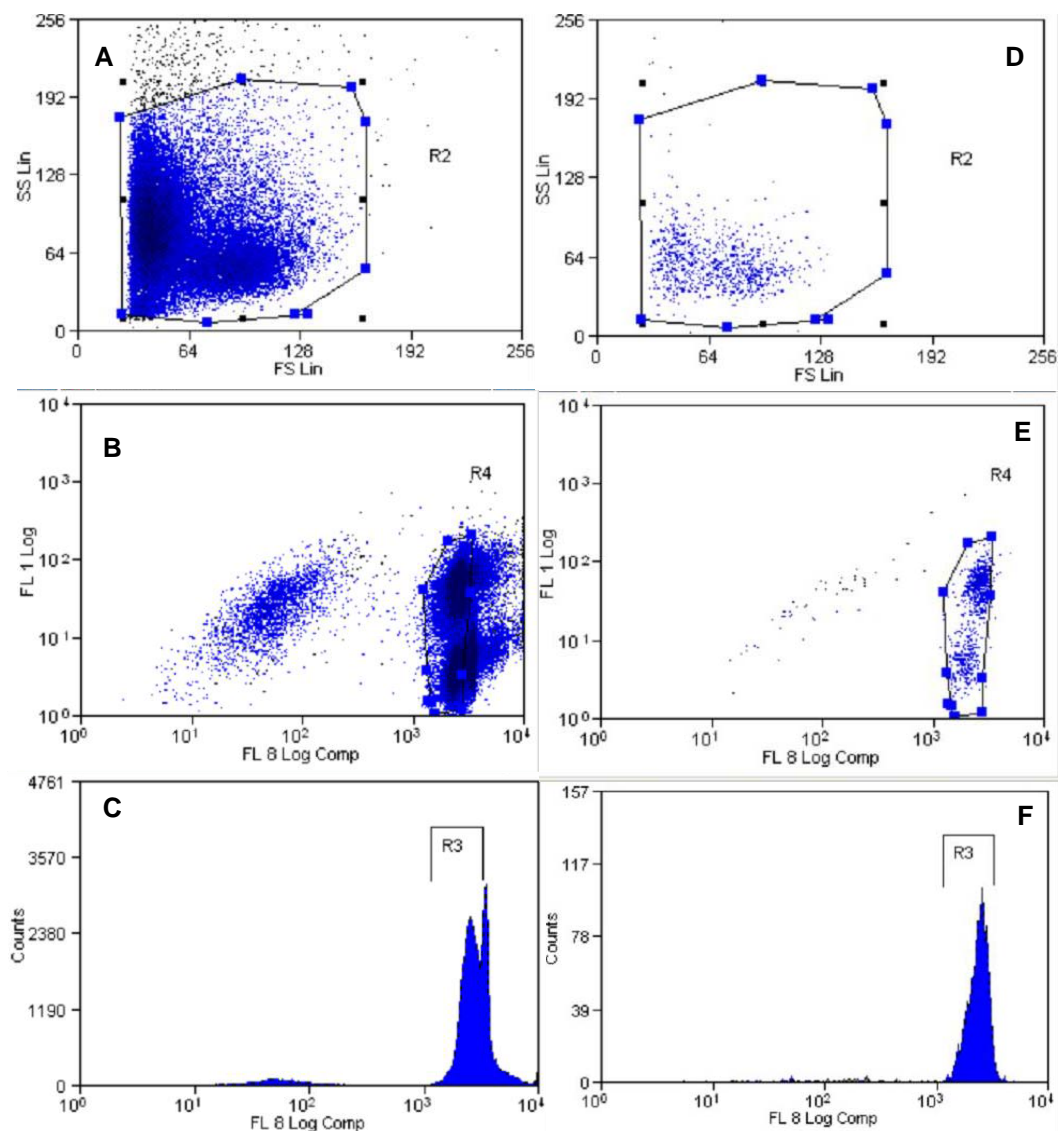 A
256
192
128
64
0
SS Lin
R2
0 64 128 192 256
FS Lin
D
256
192
128
64
0
SS Lin
R2
0 64 128 192 256
FS Lin
B
10⁴
10³
10²
10¹
10⁰
FL 1 Log
R4
10⁰ 10¹ 10² 10³ 10⁴
FL 8 Log Comp
E
10⁴
10³
10²
10¹
10⁰
FL 1 Log
R4
10⁰ 10¹ 10² 10³ 10⁴
FL 8 Log Comp
C
4761
3570
2380
1190
0
Counts
R3
10⁰ 10¹ 10² 10³ 10⁴
FL 8 Log Comp
F
157
117
78
39
0
Counts
R3
10⁰ 10¹ 10² 10³ 10⁴
FL 8 Log Comp